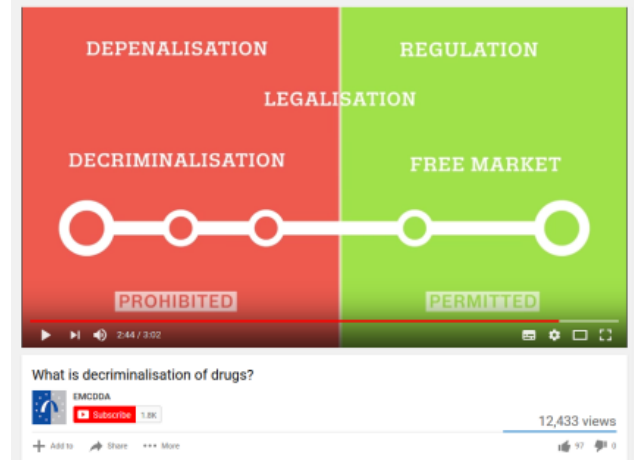 DEPENALISATION REGULATION
LEGALISATION
DECRIMINALISATION FREE MARKET
PROHIBITED PERMITTED
2:44 / 3:02
What is decriminalisation of drugs?
EMCDDA
Subscribe 1.8K
12,433 views
Add to Share More
97 0